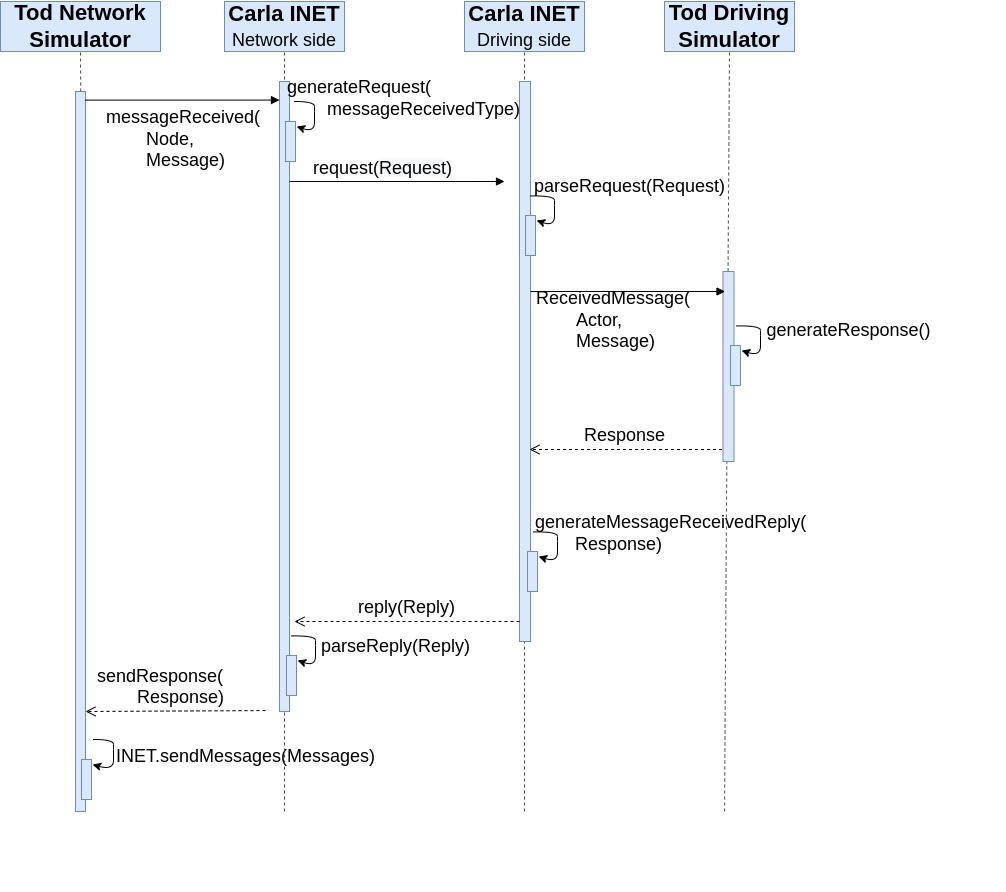 Tod Network
Simulator
Carla INET
Network side
Carla INET
Driving side
Tod Driving
Simulator
generateRequest(
messageReceivedType)
messageReceived(
Node,
Message)
request(Request)
parseRequest(Request)
ReceivedMessage(
Actor,
Message)
generateResponse()
Response
generateMessageReceivedReply(
Response)
reply(Reply)
parseReply(Reply)
sendResponse(
Response)
INET.sendMessages(Messages)